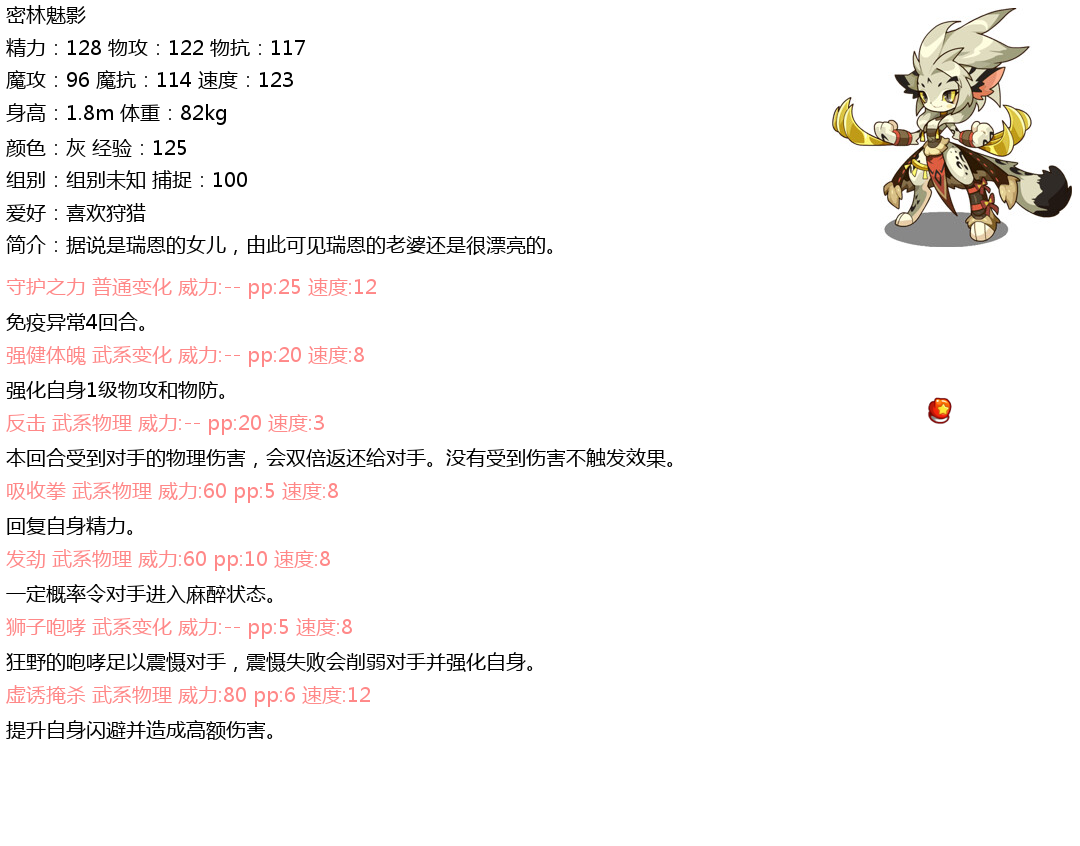 密林魅影
精力：128 物攻：122 物抗：117
魔攻：96 魔抗：114 速度：123
身高：1.8m 体重：82kg
颜色：灰 经验：125
组别：组别未知 捕捉：100
爱好：喜欢狩猎
简介：据说是瑞恩的女儿，由此可见瑞恩的老婆还是很漂亮的。
守护之力 普通变化 威力:-- pp:25 速度:12
免疫异常4回合。
强健体魄 武系变化 威力:-- pp:20 速度:8
强化自身1级物攻和物防。
反击 武系物理 威力:-- pp:20 速度:3
本回合受到对手的物理伤害，会双倍返还给对手。没有受到伤害不触发效果。
吸收拳 武系物理 威力:60 pp:5 速度:8
回复自身精力。
发劲 武系物理 威力:60 pp:10 速度:8
一定概率令对手进入麻醉状态。
狮子咆哮 武系变化 威力:-- pp:5 速度:8
狂野的咆哮足以震慑对手，震慑失败会削弱对手并强化自身。
虚诱掩杀 武系物理 威力:80 pp:6 速度:12
提升自身闪避并造成高额伤害。